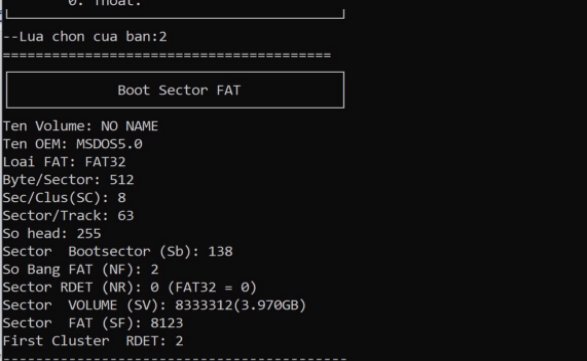 0. Thoat.
--Lua chon cua ban:2
========================================
Boot Sector FAT
Ten Volume: NO NAME
Ten OEM: MSDOS5.0
Loai FAT: FAT32
Byte/Sector: 512
Sec/Clus(SC): 8
Sector/Track: 63
So head: 255
Sector  Bootsector (Sb): 138
So Bang FAT (NF): 2
Sector RDET (NR): 0 (FAT32 = 0)
Sector  VOLUME (SV): 8333312(3.970GB)
Sector  FAT (SF): 8123
First Cluster  RDET: 2
------------------------------------------